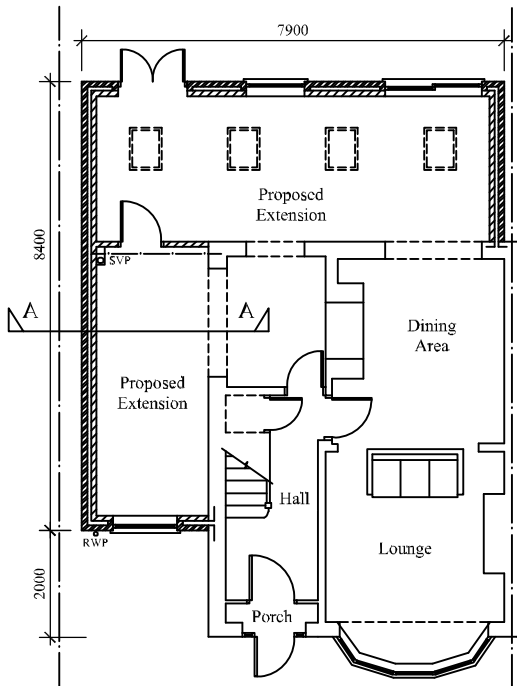 7900
Proposed
Extension
8400
SVP
A
A
Dining
Area
Proposed
Extension
Hall
RWP
Lounge
2000
Porch